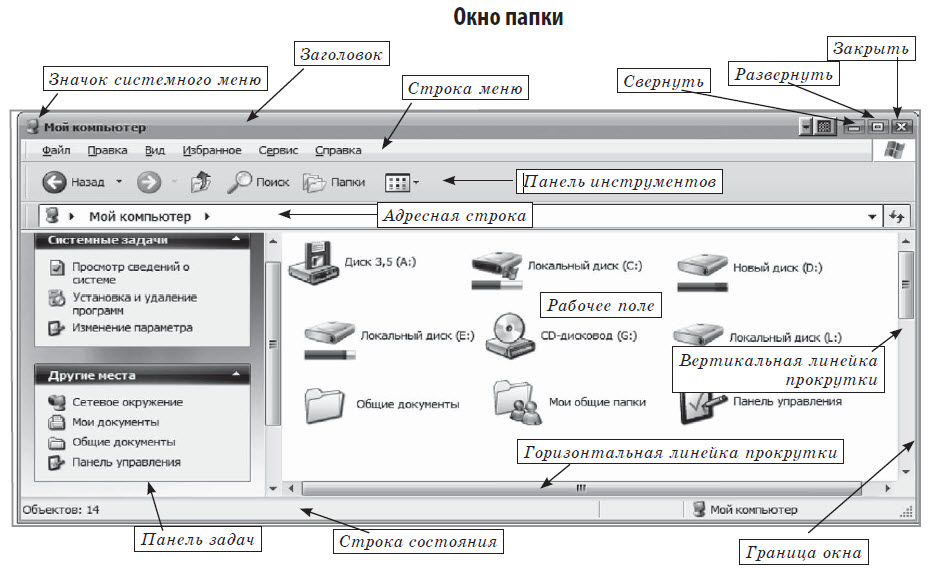 Окно папки
Закрыть
Заголовок
Развернуть
Значок системного меню
Свернуть
Строка меню
Мой компьютер
Файл Правка Вид Избранное Сервис Справка
Назад Поиск Папки
Панель инструментов
Мой компьютер
Адресная строка
Системные задачи
Просмотр сведений о
системе
Установка и удаление
программ
Изменение параметра
Диск 3,5 (A:) Локальный диск (C:) Новый диск (D:)
Рабочее поле
Локальный диск (E:) CD-дисковод (G:) Локальный диск (L:)
Вертикальная линейка
прокрутки
Другие места
Сетевое окружение
Мои документы
Общие документы
Панель управления
Общие документы Мои общие папки Панель управления
Горизонтальная линейка прокрутки
Объектов: 14
Мой компьютер
Панель задач
Строка состояния
Граница окна